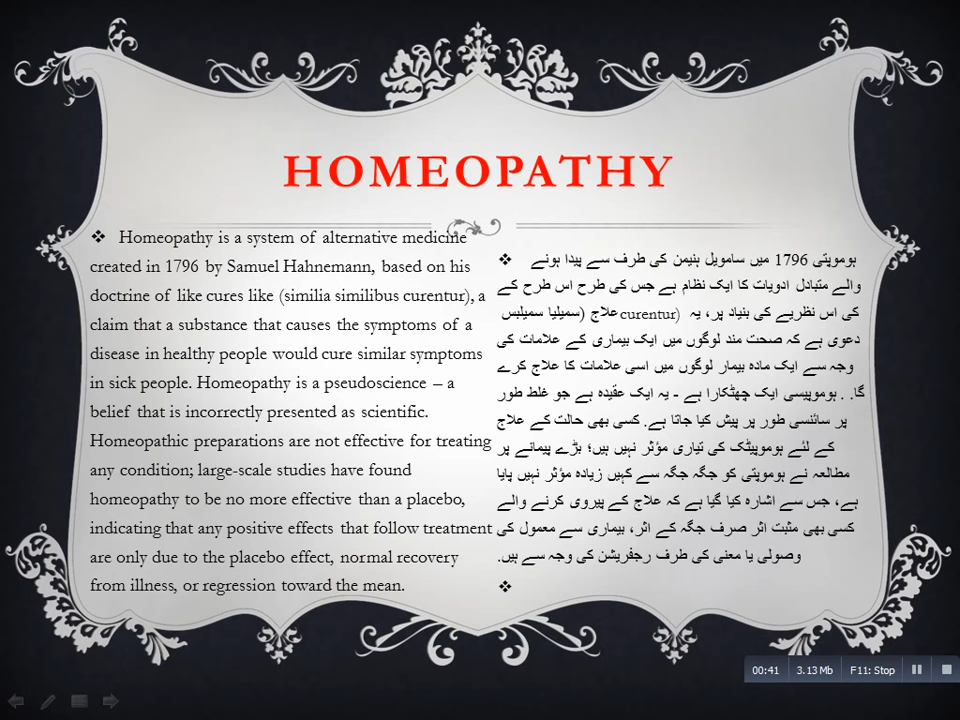 HOMEOPATHY
❖ Homeopathy is a system of alternative medicine
created in 1796 by Samuel Hahnemann, based on his
doctrine of like cures like (similia similibus curentur), a
claim that a substance that causes the symptoms of a
disease in healthy people would cure similar symptoms
in sick people. Homeopathy is a pseudoscience – a
belief that is incorrectly presented as scientific.
Homeopathic preparations are not effective for treating
any condition; large-scale studies have found
homeopathy to be no more effective than a placebo,
indicating that any positive effects that follow treatment
are only due to the placebo effect, normal recovery
from illness, or regression toward the mean.
❖ ہوموپتی 1796 میں سامویل ہنیمن کی طرف سے پیدا ہونے
والے متبادل ادویات کا ایک نظام ہے جس کی طرح اس طرح کے
علاج (سمیلیا سمیلبس curentur) کی اس نظریے کی بنیاد پر، یہ
دعوی ہے کہ صحت مند لوگوں میں ایک بیماری کے علامات کی
وجہ سے ایک مادہ بیمار لوگوں میں اسی علامات کا علاج کرے
گا. . ہوموپیسی ایک چھٹکارا ہے - یہ ایک عقیدہ ہے جو غلط طور
پر سائنسی طور پر پیش کیا جاتا ہے. کسی بھی حالت کے علاج
کے لئے ہوموپیٹک کی تیاری مؤثر نہیں ہیں؛ بڑے پیمانے پر
مطالعہ نے ہوموپتی کو جگہ جگہ سے کہیں زیادہ مؤثر نہیں پایا
ہے، جس سے اشارہ کیا گیا ہے کہ علاج کے پیروی کرنے والے
کسی بھی مثبت اثر صرف جگہ کے اثر، بیماری سے معمول کی
وصولی یا معنی کی طرف رجفریشن کی وجہ سے ہیں.
❖
00:41 3.13 Mb F11: Stop